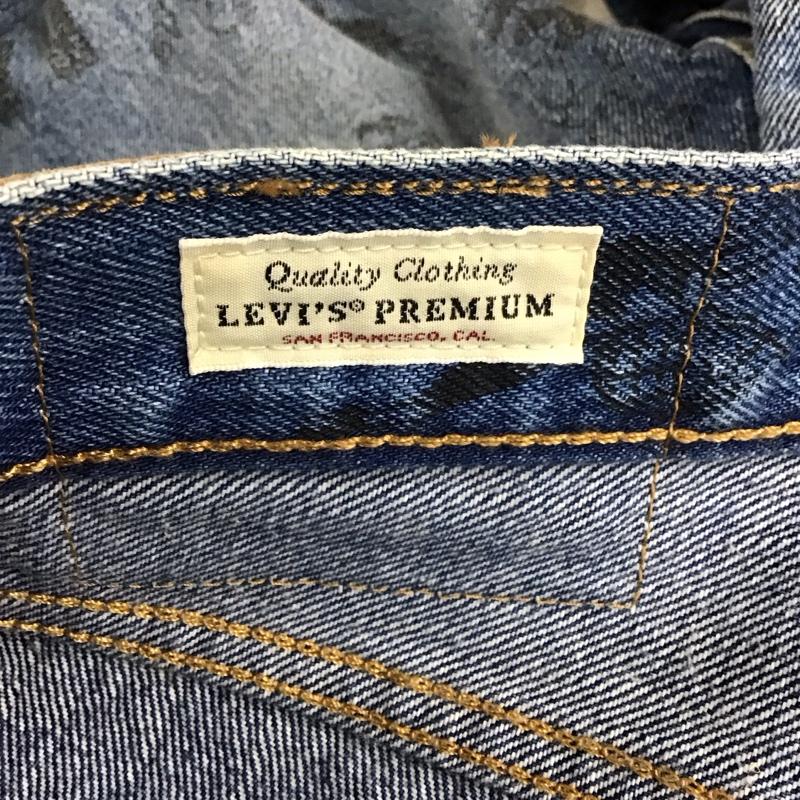 Quality Clothing
LEVI'S® PREMIUM
SAN FRANCISCO, CAL.